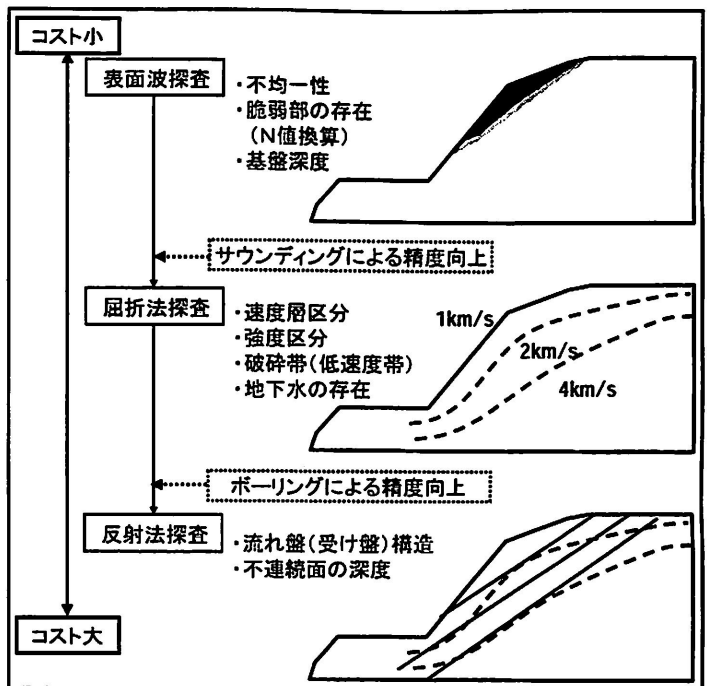 コスト小
表面波探査
・不均一性
・脆弱部の存在
（N値換算）
・基盤深度
サウンディングによる精度向上
屈折法探査
・速度層区分
・強度区分
・破砕帯（低速度帯）
・地下水の存在
1km/s
2km/s
4km/s
ボーリングによる精度向上
反射法探査
・流れ盤（受け盤）構造
・不連続面の深度
コスト大